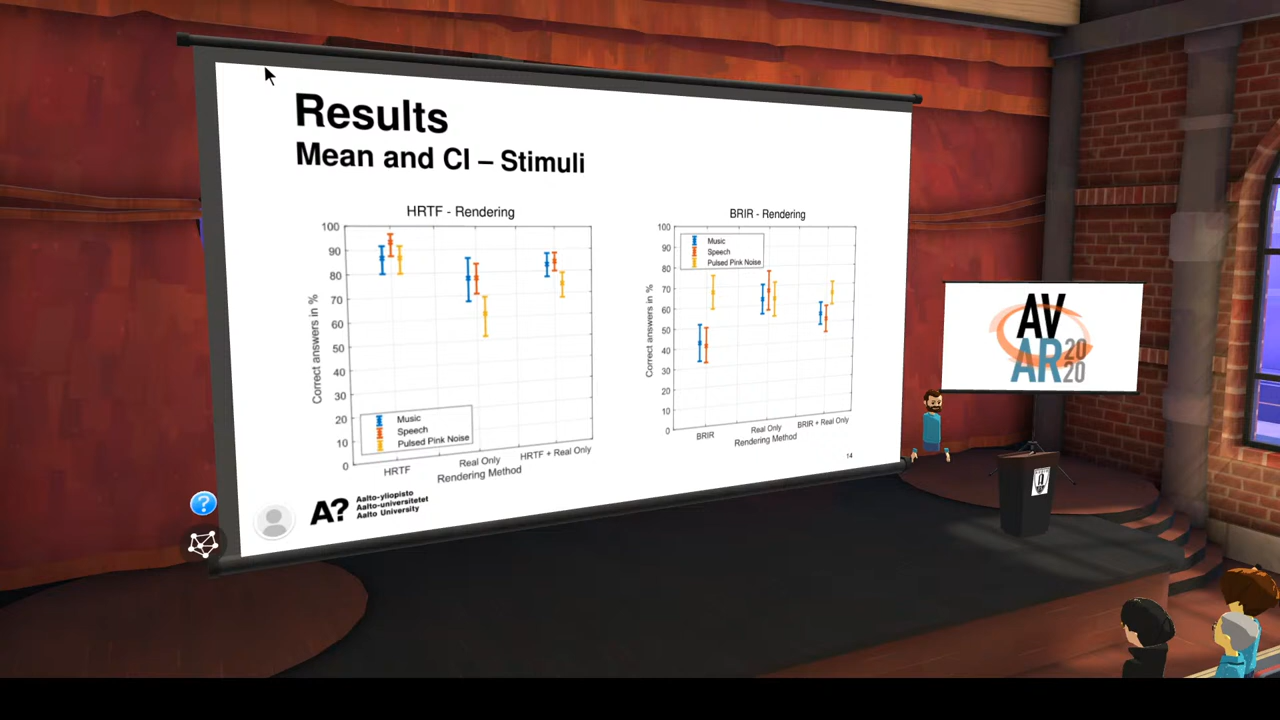 Results
Mean and CI – Stimuli
HRTF - Rendering
100
90
80
70
60
50
40
30
20
10
0
Correct answers in %
Music
Speech
Pulsed Pink Noise
HRTF
Real Only
HRTF + Real Only
Rendering Method
BRIR - Rendering
100
90
80
70
60
50
40
30
20
10
0
Correct answers in %
Music
Speech
Pulsed Pink Noise
BRIR
Real Only
BRIR + Real Only
Rendering Method
14
A?
Aalto-yliopisto
Aalto-universitetet
Aalto University
?
AV
AR 20
20